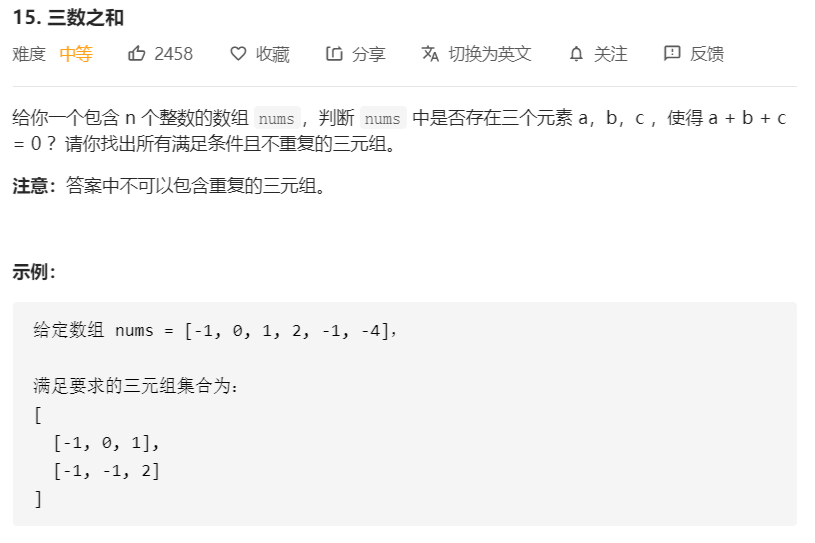 15. 三数之和
难度 中等 2458 收藏 分享 切换为英文 关注 反馈
给你一个包含 n 个整数的数组 nums，判断 nums 中是否存在三个元素 a，b，c ，使得 a + b + c
= 0 ？请你找出所有满足条件且不重复的三元组。
注意：答案中不可以包含重复的三元组。
示例：
给定数组 nums = [-1, 0, 1, 2, -1, -4]，
满足要求的三元组集合为：
[
[-1, 0, 1],
[-1, -1, 2]
]